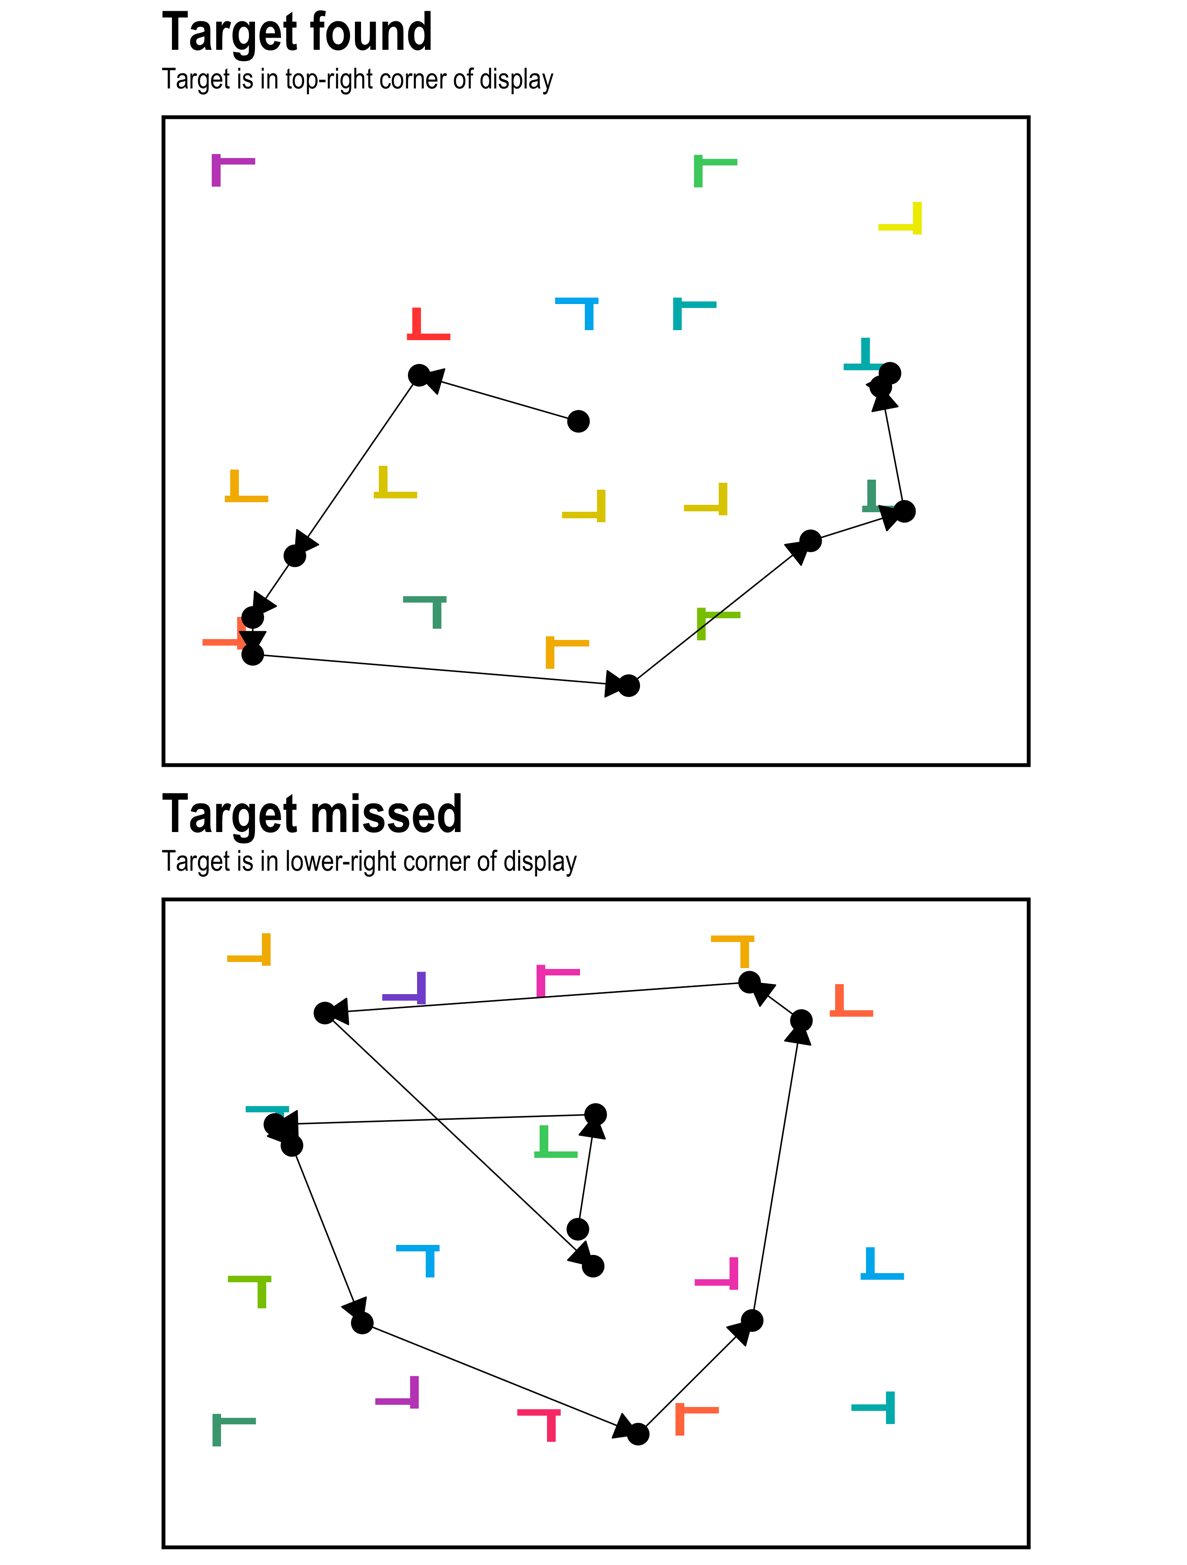 Target found
Target is in top-right corner of display
Target missed
Target is in lower-right corner of display